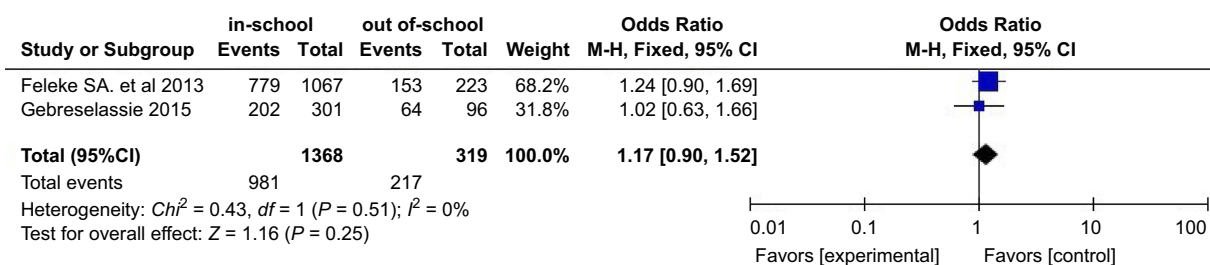 in-school out of-school Odds Ratio Odds Ratio
Study or Subgroup Events Total Events Total Weight M-H, Fixed, 95% CI M-H, Fixed, 95% CI
Feleke SA. et al 2013 779 1067 153 223 68.2% 1.24 [0.90, 1.69]
Gebreselassie 2015 202 301 64 96 31.8% 1.02 [0.63, 1.66]
Total (95%CI) 1368 319 100.0% 1.17 [0.90, 1.52]
Total events 981 217
Heterogeneity: Chi² = 0.43, df = 1 (P = 0.51); I² = 0%
Test for overall effect: Z = 1.16 (P = 0.25)
0.01 0.1 1 10 100
Favors [experimental] Favors [control]